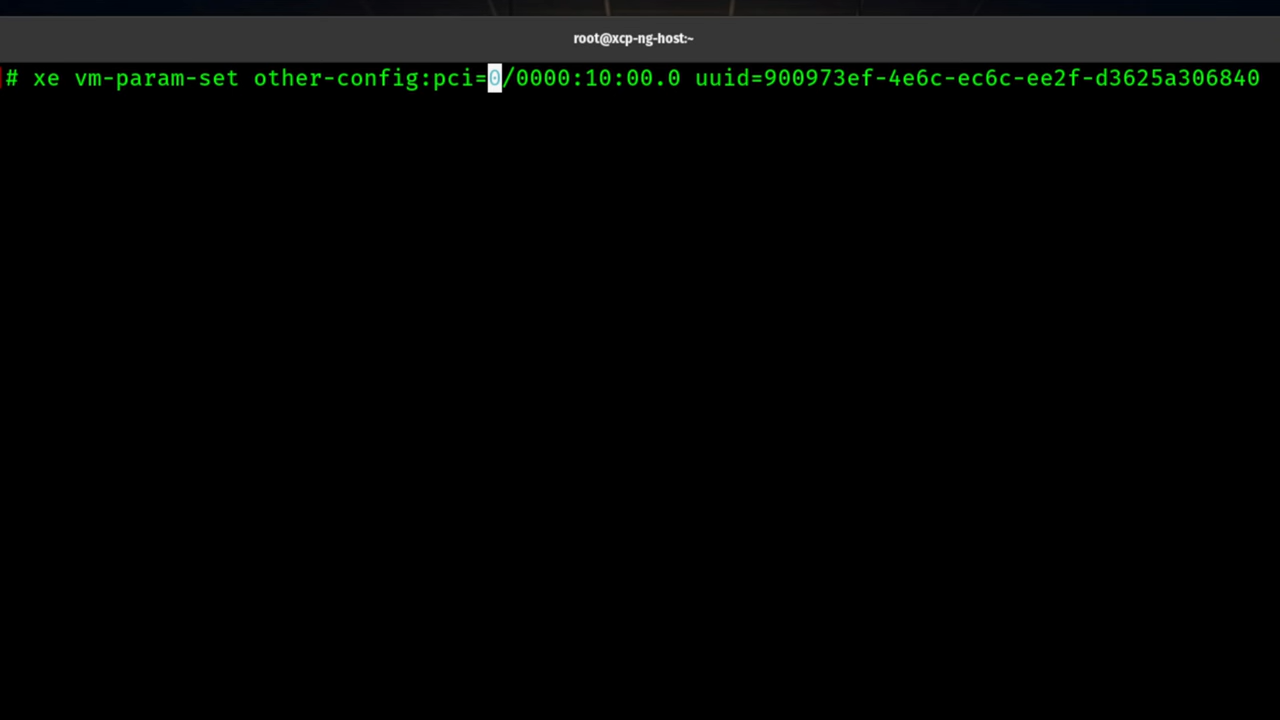 root@xcp-ng-host:~
# xe vm-param-set other-config:pci=0/0000:10:00.0 uuid=900973ef-4e6c-ec6c-ee2f-d3625a306840